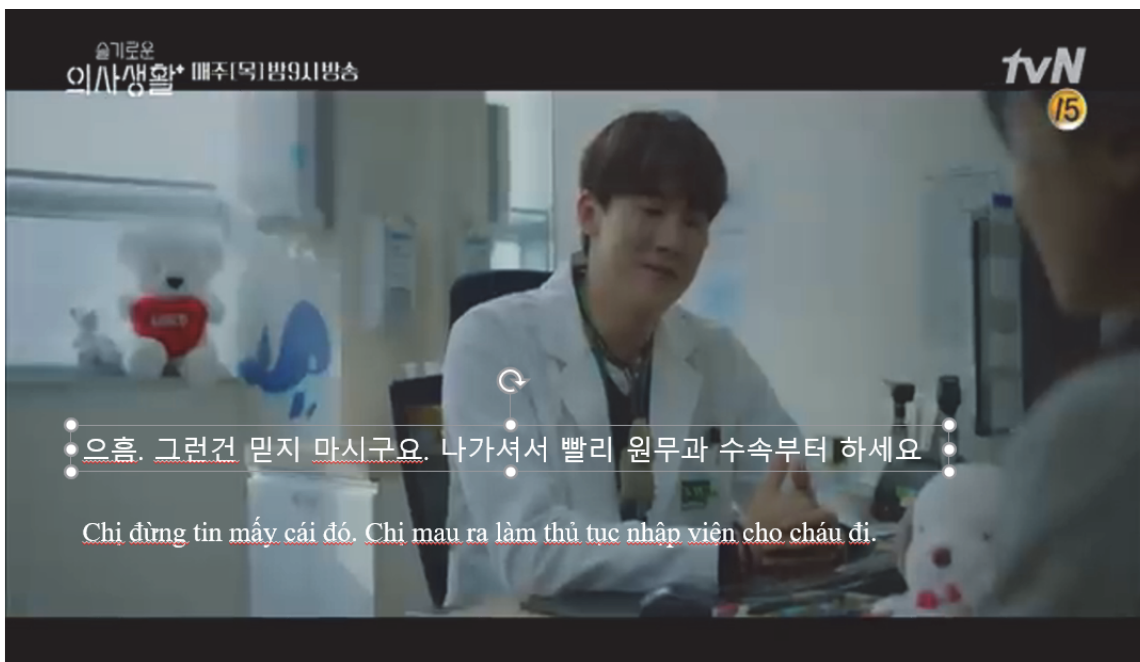 슬기로운
의사생활+ 매주[목]밤9시방송
tvN
15
으흠. 그런건 믿지 마시구요. 나가셔서 빨리 원무과 수속부터 하세요
Chị đừng tin mấy cái đó. Chị mau ra làm thủ tục nhập viện cho cháu đi.